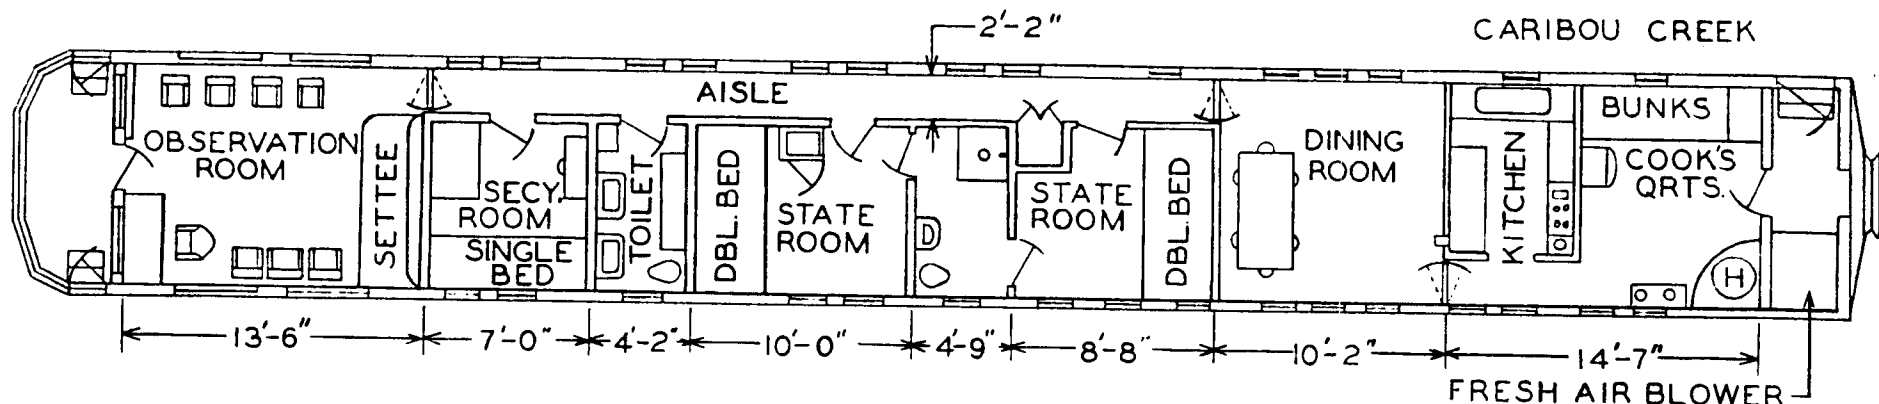 2'-2"
CARIBOU CREEK
AISLE
OBSERVATION
ROOM
SETTEE
SECY.
ROOM
SINGLE
BED
TOILET
DBL. BED
STATE
ROOM
STATE
ROOM
DBL. BED
DINING
ROOM
KITCHEN
BUNKS
COOK'S
QRTS.
H
13'-6"
7'-0"
4'-2"
10'-0"
4'-9"
8'-8"
10'-2"
14'-7"
FRESH AIR BLOWER